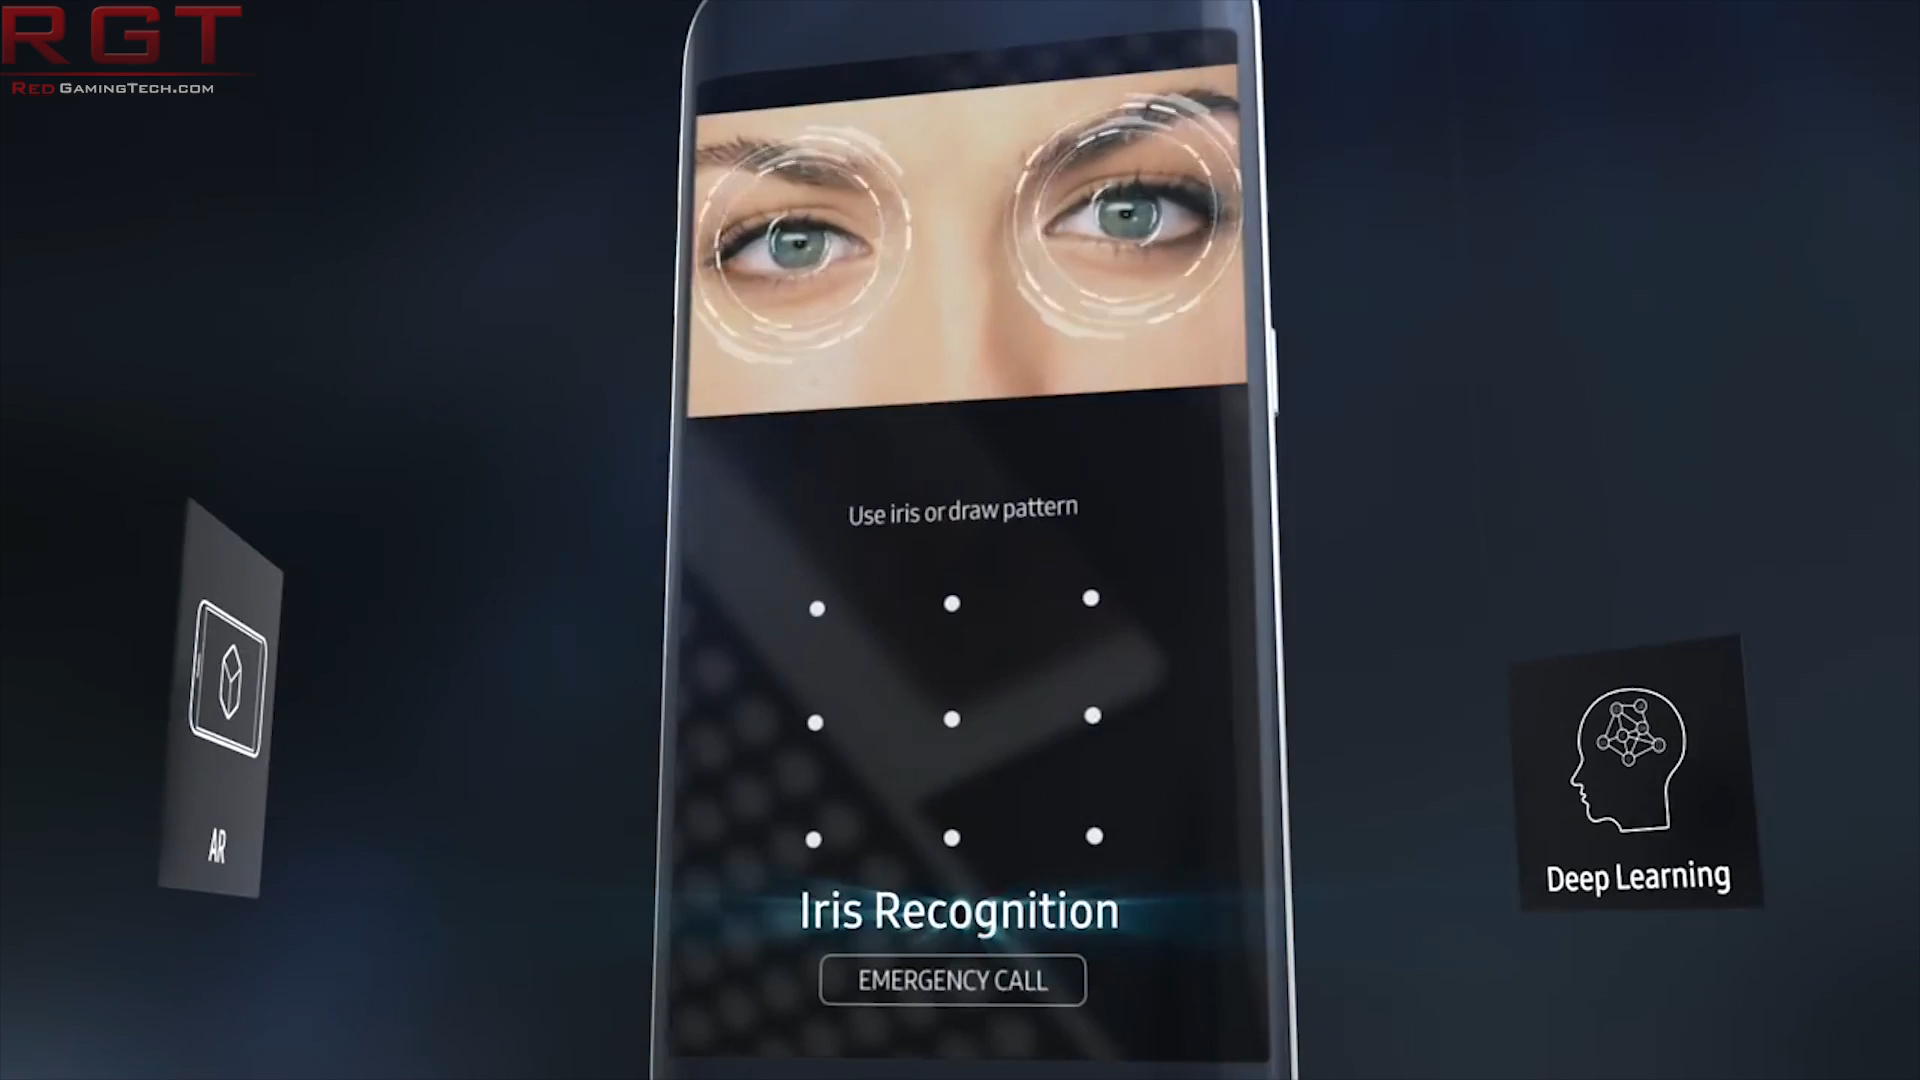 RGT
RED GAMINGTECH.COM
Use iris or draw pattern
Iris Recognition
EMERGENCY CALL
AR
Deep Learning